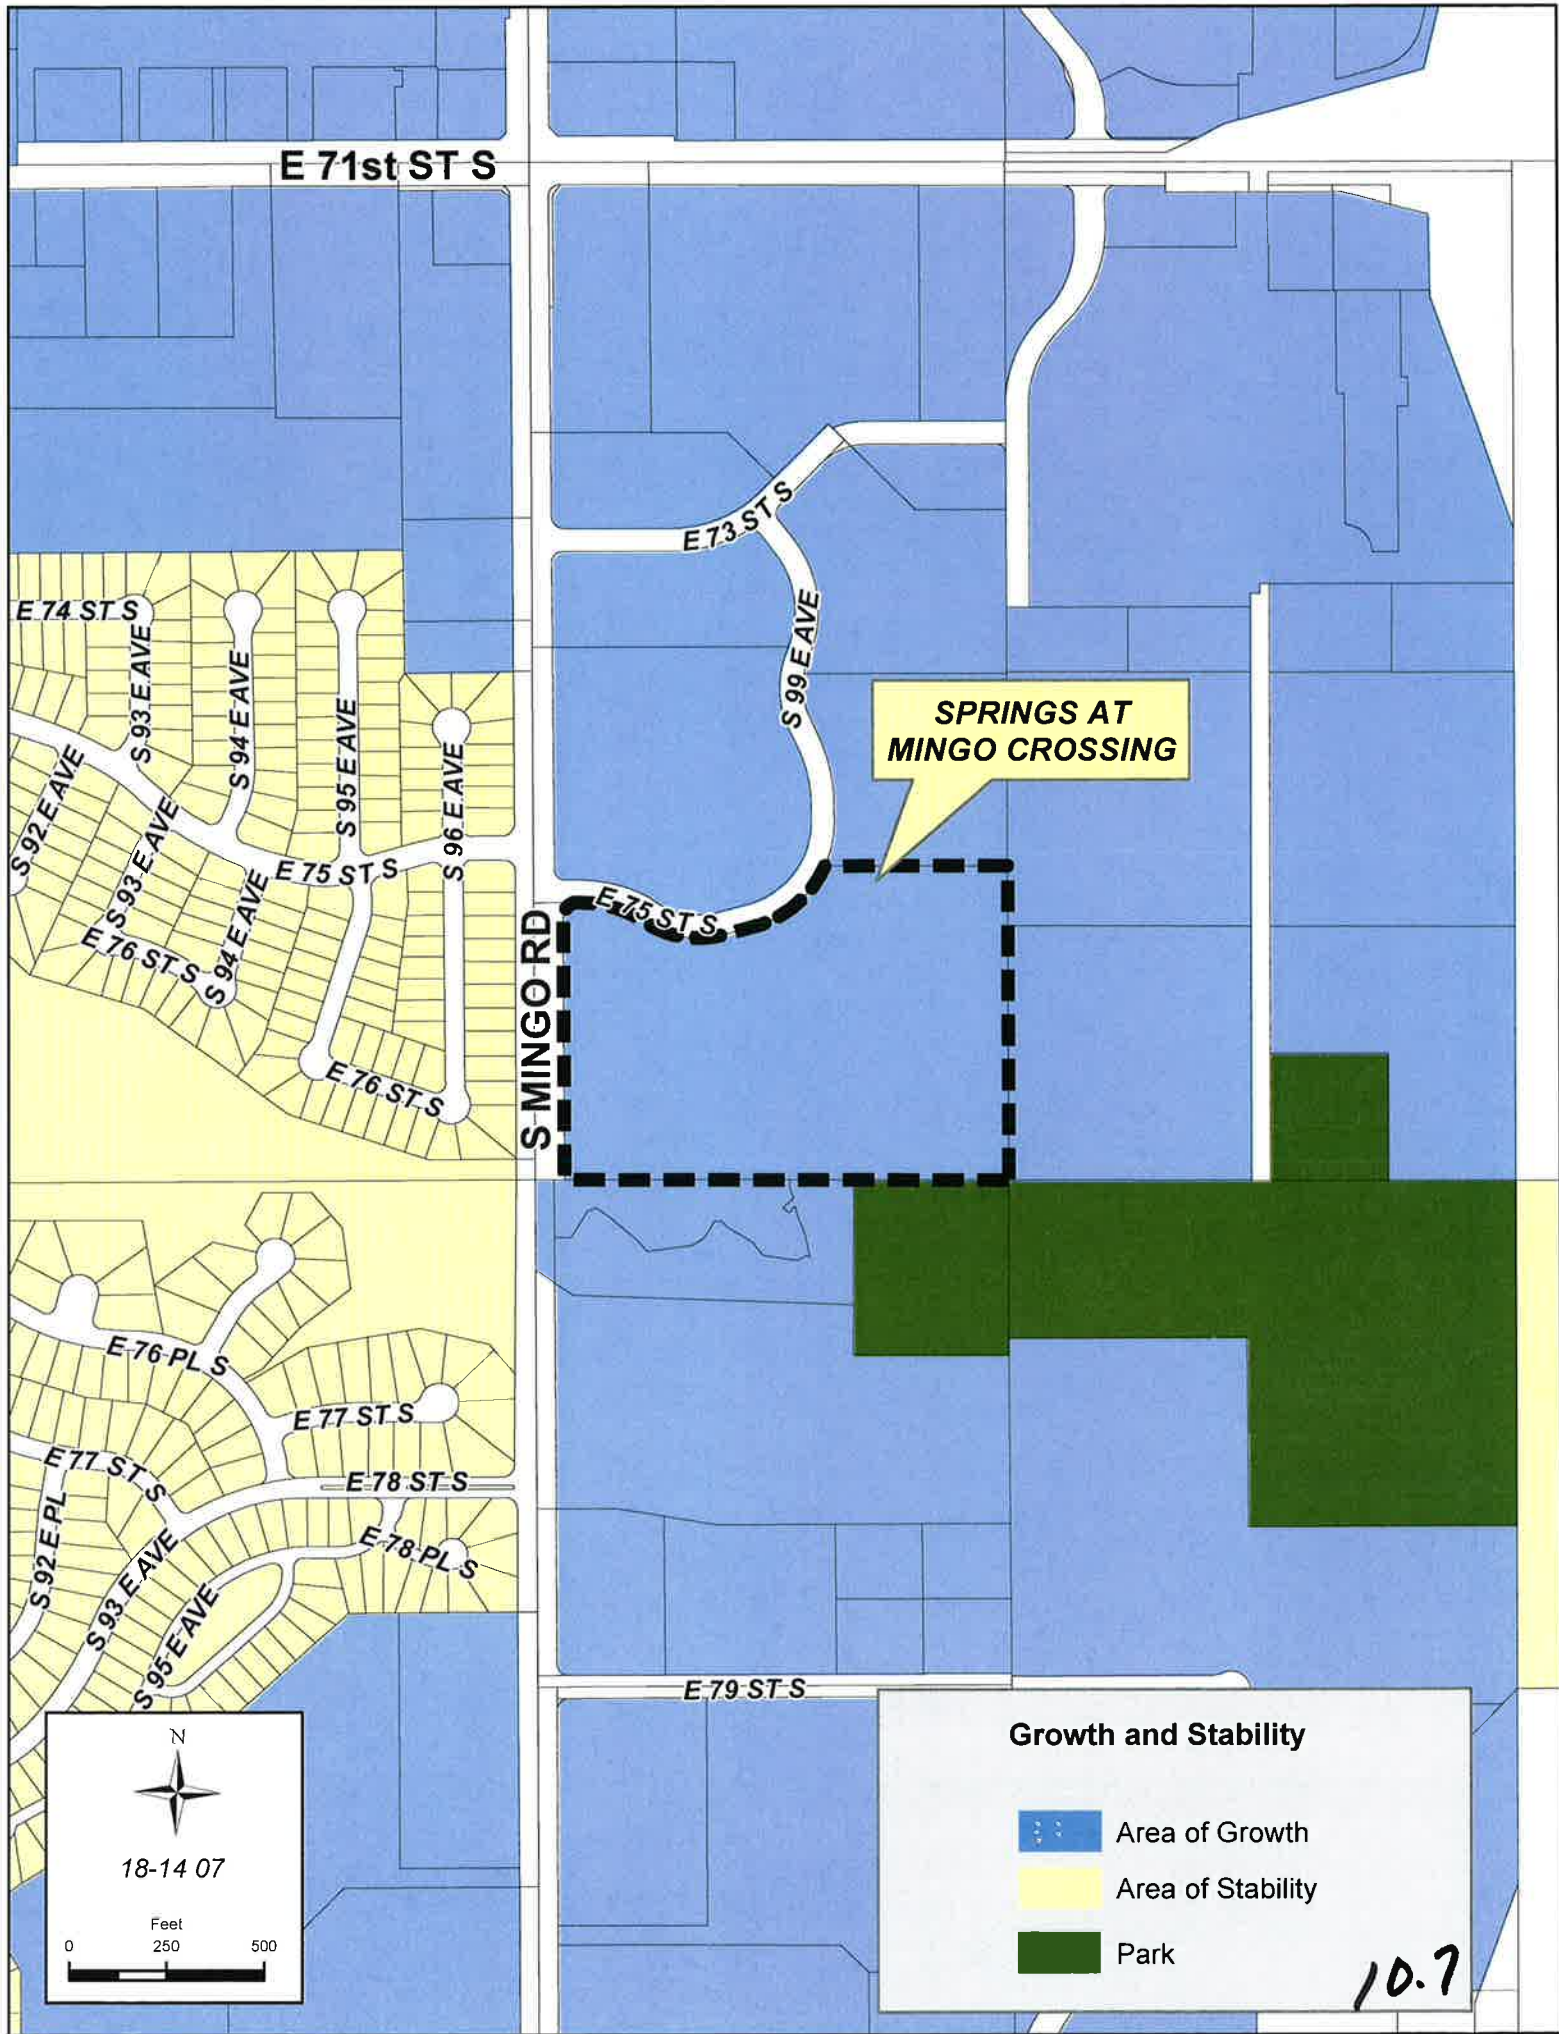 E 71st ST S
E 73 ST S
E 74 ST S
S 93 E AVE
S 94 E AVE
S 95 E AVE
S 96 E AVE
S 99 E AVE
SPRINGS AT
MINGO CROSSING
S 92 E AVE
S 93 E AVE
E 75 ST S
S 94 E AVE
E 75 ST S
E 76 ST S
S MINGO RD
E 76 ST S
E 76 PL S
E 77 ST S
E 77 ST S
E 78 ST S
S 92 E PL
S 93 E AVE
E 78 PL S
S 95 E AVE
E 79 ST S
N
18-14 07
Feet
0 250 500
Growth and Stability
Area of Growth
Area of Stability
Park
10.7